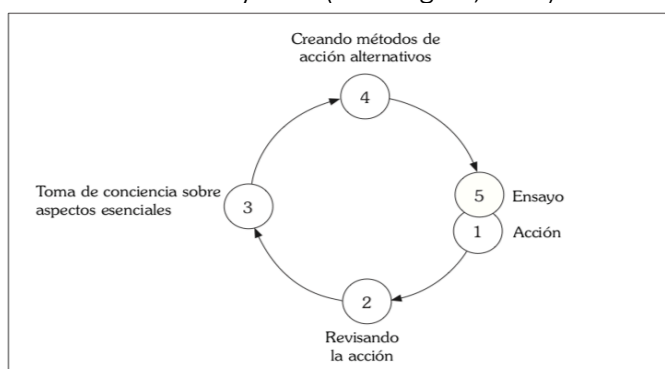 Creando métodos de
acción alternativos
4
Toma de conciencia sobre
aspectos esenciales
3
5
Ensayo
1
Acción
2
Revisando
la acción